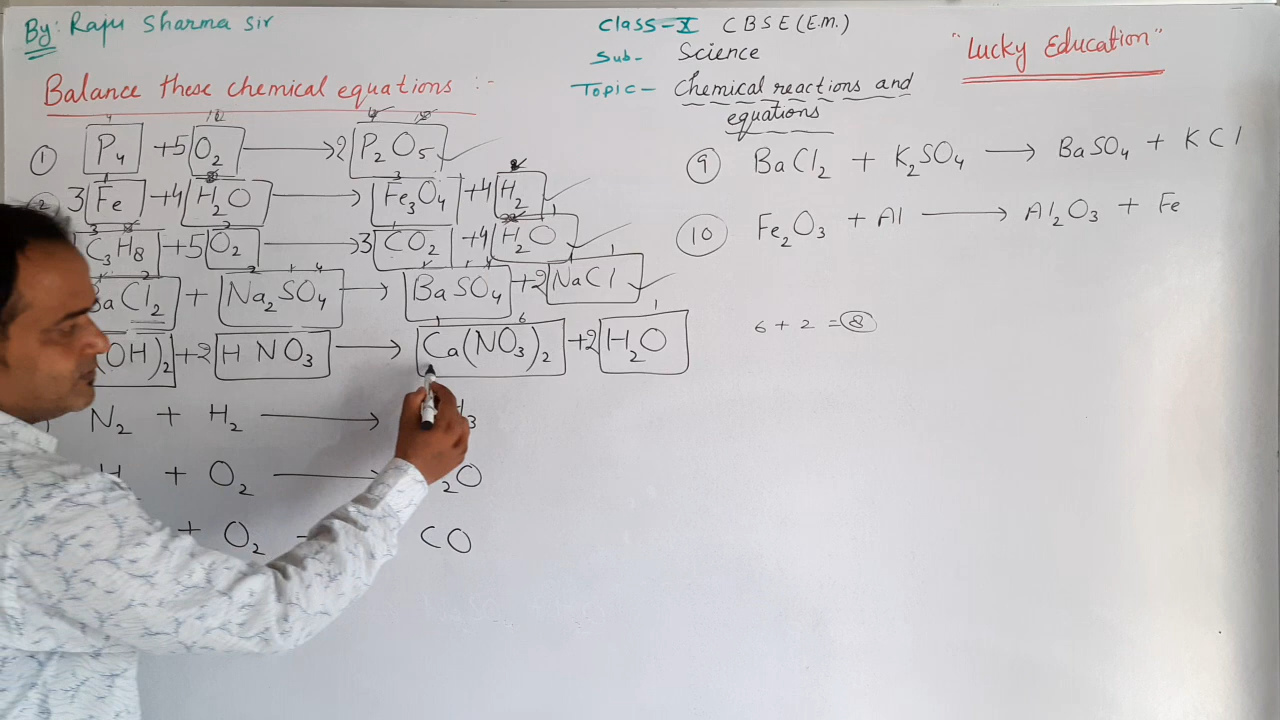 By: Raju Sharma Sir
Class-X CBSE (E.M.)
Sub- Science
Topic- Chemical reactions and
equations
"Lucky Education"
Balance these chemical equations :-
① P₄ + 5 O₂ ⟶ 2 P₂O₅ ✓
3 Fe + 4 H₂O ⟶ Fe₃O₄ + 4 H₂ ✓
C₃H₈ + 5 O₂ ⟶ 3 CO₂ + 4 H₂O ✓
BaCl₂ + Na₂SO₄ ⟶ BaSO₄ + 2 NaCl ✓
(OH)₂ + 2 HNO₃ ⟶ Ca(NO₃)₂ + 2 H₂O
N₂ + H₂ ⟶ H₃
H + O₂ ⟶ ₂O
+ O₂ CO
⑨ BaCl₂ + K₂SO₄ ⟶ BaSO₄ + KCl
⑩ Fe₂O₃ + Al ⟶ Al₂O₃ + Fe
6 + 2 = ⑧